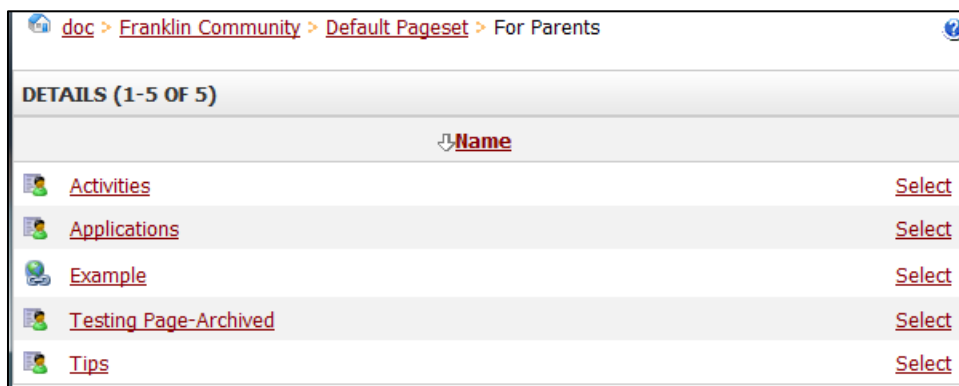 doc > Franklin Community > Default Pageset > For Parents
DETAILS (1-5 OF 5)
Name
Activities Select
Applications Select
Example Select
Testing Page-Archived Select
Tips Select